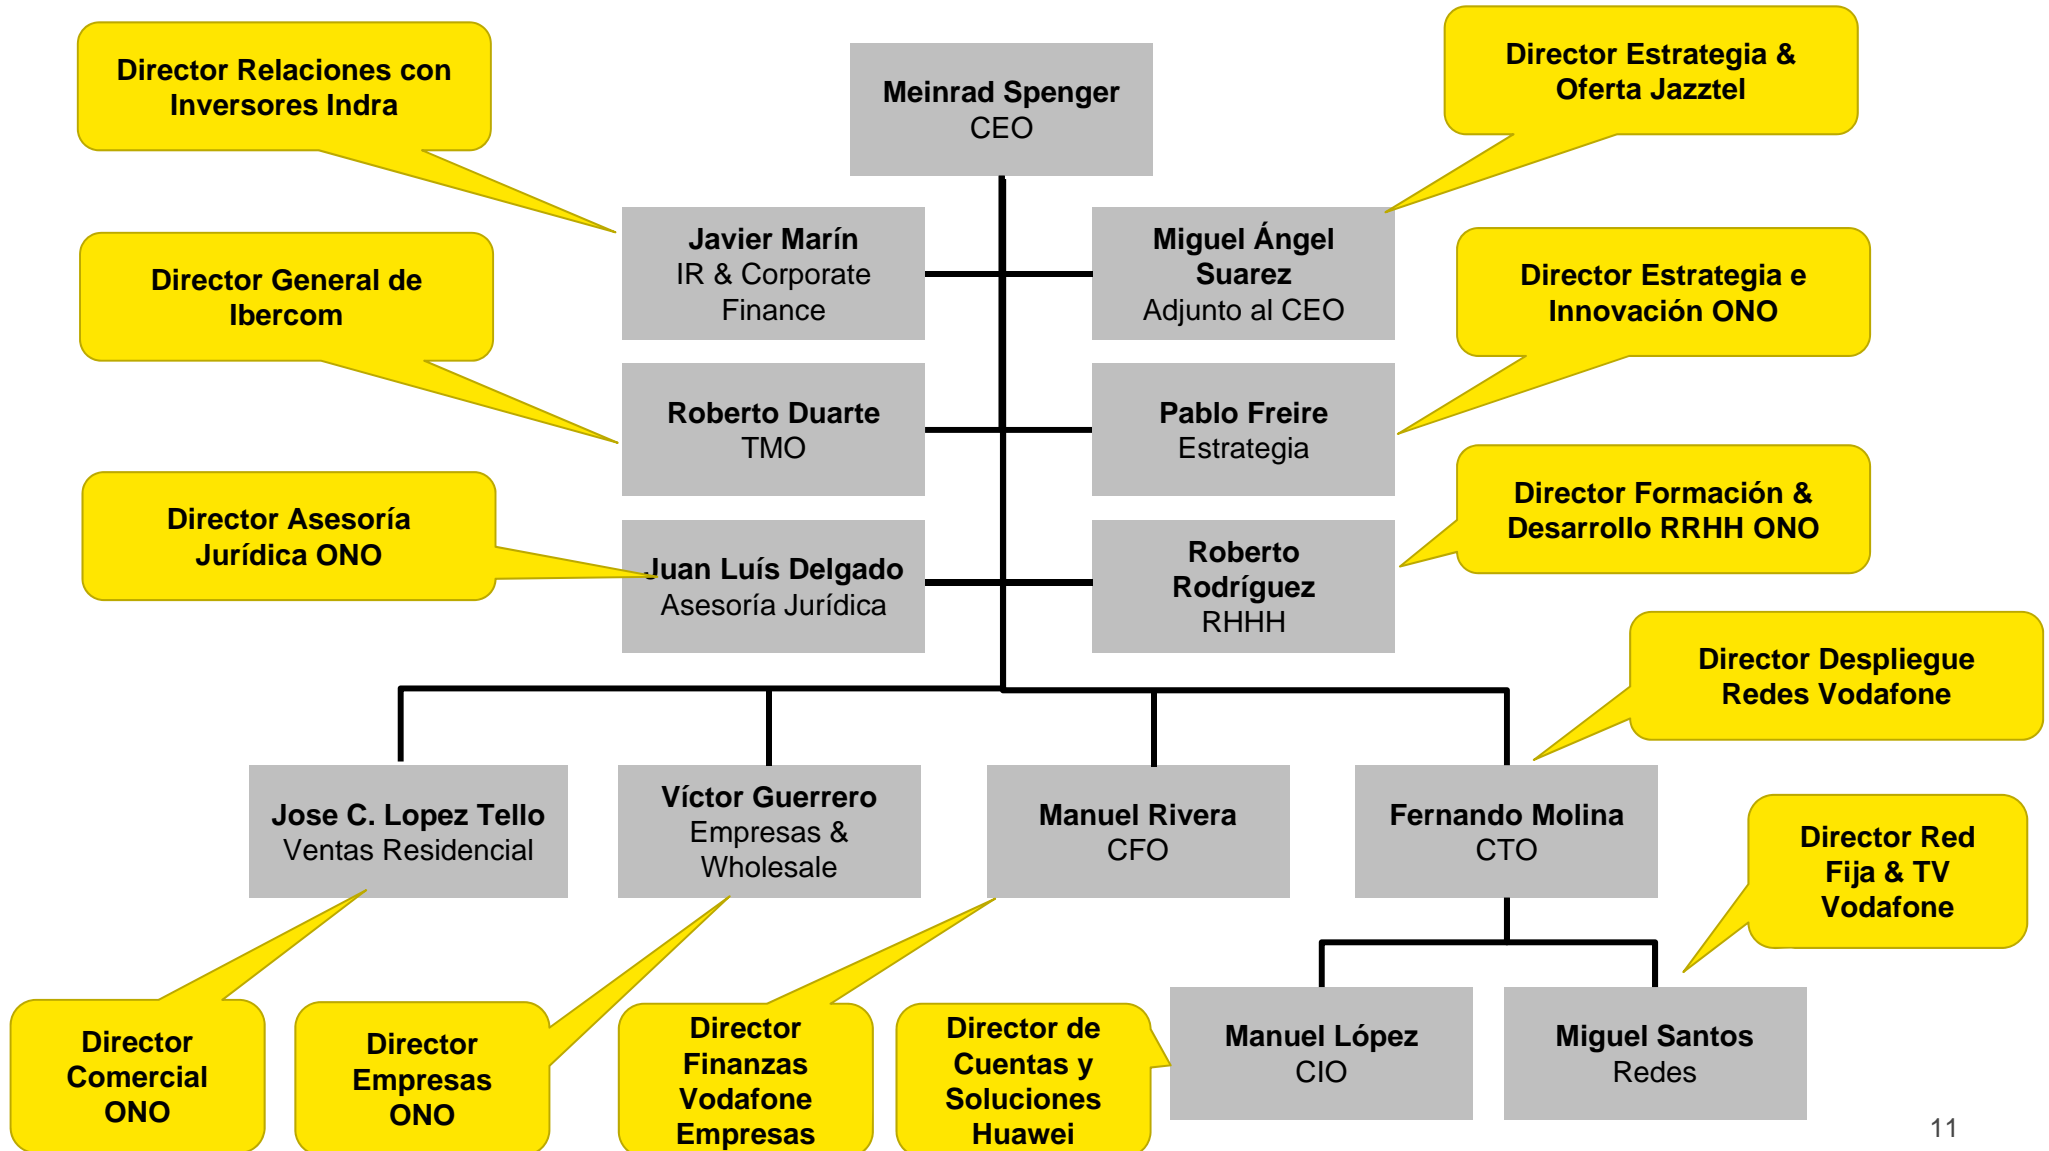 Director Relaciones con
Inversores Indra
Meinrad Spenger
CEO
Director Estrategia &
Oferta Jazztel
Javier Marín
IR & Corporate
Finance
Miguel Ángel
Suarez
Adjunto al CEO
Director General de
Ibercom
Director Estrategia e
Innovación ONO
Roberto Duarte
TMO
Pablo Freire
Estrategia
Director Asesoría
Jurídica ONO
Director Formación &
Desarrollo RRHH ONO
Juan Luís Delgado
Asesoría Jurídica
Roberto
Rodríguez
RHHH
Director Despliegue
Redes Vodafone
Jose C. Lopez Tello
Ventas Residencial
Víctor Guerrero
Empresas &
Wholesale
Manuel Rivera
CFO
Fernando Molina
CTO
Director Red
Fija & TV
Vodafone
Director
Comercial
ONO
Director
Empresas
ONO
Director
Finanzas
Vodafone
Empresas
Director de
Cuentas y
Soluciones
Huawei
Manuel López
CIO
Miguel Santos
Redes
11